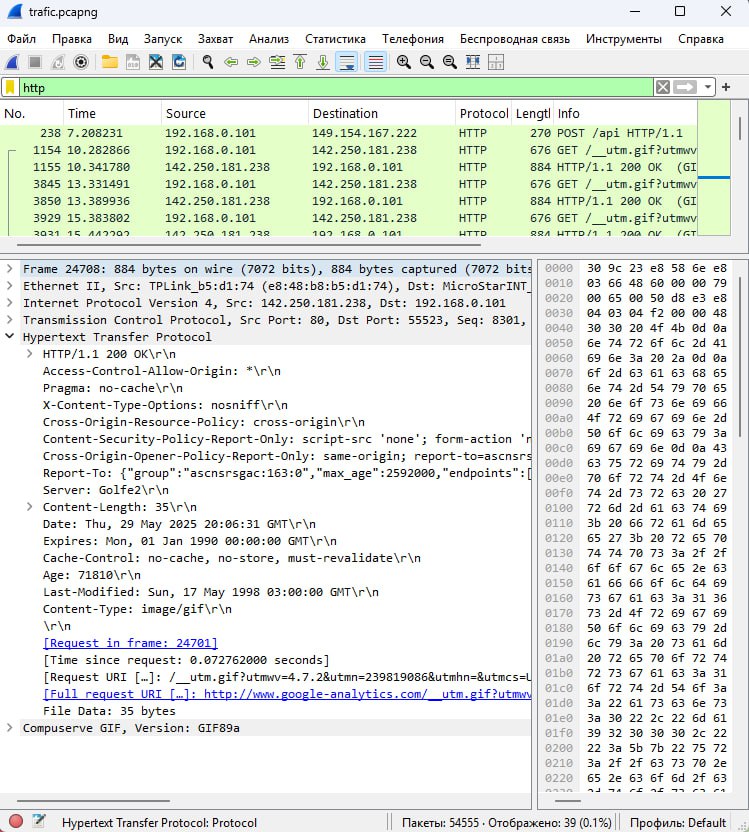 trafic.pcapng
Файл Правка Вид Запуск Захват Анализ Статистика Телефония Беспроводная связь Инструменты Справка
http
No. Time Source Destination Protocol Lengtl Info
238 7.208231 192.168.0.101 149.154.167.222 HTTP 270 POST /api HTTP/1.1
1154 10.282866 192.168.0.101 142.250.181.238 HTTP 676 GET /__utm.gif?utmwv
1155 10.341780 142.250.181.238 192.168.0.101 HTTP 884 HTTP/1.1 200 OK (GI
3845 13.331491 192.168.0.101 142.250.181.238 HTTP 676 GET /__utm.gif?utmwv
3850 13.389936 142.250.181.238 192.168.0.101 HTTP 884 HTTP/1.1 200 OK (GI
3929 15.383802 192.168.0.101 142.250.181.238 HTTP 676 GET /__utm.gif?utmwv
3931 15.442292 142.250.181.238 192.168.0.101 HTTP 884 HTTP/1.1 200 OK (GI
Frame 24708: 884 bytes on wire (7072 bits), 884 bytes captured (7072 bits
Ethernet II, Src: TPLink_b5:d1:74 (e8:48:b8:b5:d1:74), Dst: MicroStarINT_
Internet Protocol Version 4, Src: 142.250.181.238, Dst: 192.168.0.101
Transmission Control Protocol, Src Port: 80, Dst Port: 55523, Seq: 8301,
Hypertext Transfer Protocol
HTTP/1.1 200 OK\r\n
Access-Control-Allow-Origin: *\r\n
Pragma: no-cache\r\n
X-Content-Type-Options: nosniff\r\n
Cross-Origin-Resource-Policy: cross-origin\r\n
Content-Security-Policy-Report-Only: script-src 'none'; form-action 'n
Cross-Origin-Opener-Policy-Report-Only: same-origin; report-to=ascnsrs
Report-To: {"group":"ascnsrsgac:163:0","max_age":2592000,"endpoints":[
Server: Golfe2\r\n
Content-Length: 35\r\n
Date: Thu, 29 May 2025 20:06:31 GMT\r\n
Expires: Mon, 01 Jan 1990 00:00:00 GMT\r\n
Cache-Control: no-cache, no-store, must-revalidate\r\n
Age: 71810\r\n
Last-Modified: Sun, 17 May 1998 03:00:00 GMT\r\n
Content-Type: image/gif\r\n
\r\n
[Request in frame: 24701]
[Time since request: 0.072762000 seconds]
[Request URI […]: /__utm.gif?utmwv=4.7.2&utmn=239819086&utmhn=&utmcs=U
[Full request URI […]: http://www.google-analytics.com/__utm.gif?utmwv
File Data: 35 bytes
Compuserve GIF, Version: GIF89a
0000 30 9c 23 e8 58 6e e8
0010 03 66 48 60 00 00 79
0020 00 65 00 50 d8 e3 e8
0030 04 03 04 f2 00 00 48
0040 30 30 20 4f 4b 0d 0a
0050 6e 74 72 6f 6c 2d 41
0060 69 6e 3a 20 2a 0d 0a
0070 6f 2d 63 61 63 68 65
0080 6e 74 2d 54 79 70 65
0090 20 6e 6f 73 6e 69 66
00a0 4f 72 69 67 69 6e 2d
00b0 50 6f 6c 69 63 79 3a
00c0 69 67 69 6e 0d 0a 43
00d0 63 75 72 69 74 79 2d
00e0 70 6f 72 74 2d 4f 6e
00f0 74 2d 73 72 63 20 27
0100 72 6d 2d 61 63 74 69
0110 3b 20 66 72 61 6d 65
0120 65 27 3b 20 72 65 70
0130 74 74 70 73 3a 2f 2f
0140 6f 6f 67 6c 65 2e 63
0150 61 66 66 6f 6c 64 69
0160 73 67 61 63 3a 31 36
0170 73 2d 4f 72 69 67 69
0180 50 6f 6c 69 63 79 2d
0190 6c 79 3a 20 73 61 6d
01a0 20 72 65 70 6f 72 74
01b0 72 73 67 61 63 3a 31
01c0 6f 72 74 2d 54 6f 3a
01d0 3a 22 61 73 63 6e 73
01e0 3a 30 22 2c 22 6d 61
01f0 39 32 30 30 30 2c 22
0200 22 3a 5b 7b 22 75 72
0210 3a 2f 2f 63 73 70 2e
0220 65 2e 63 6f 6d 2f 63
Hypertext Transfer Protocol: Protocol
Пакеты: 54555 · Отображено: 39 (0.1%)
Профиль: Default